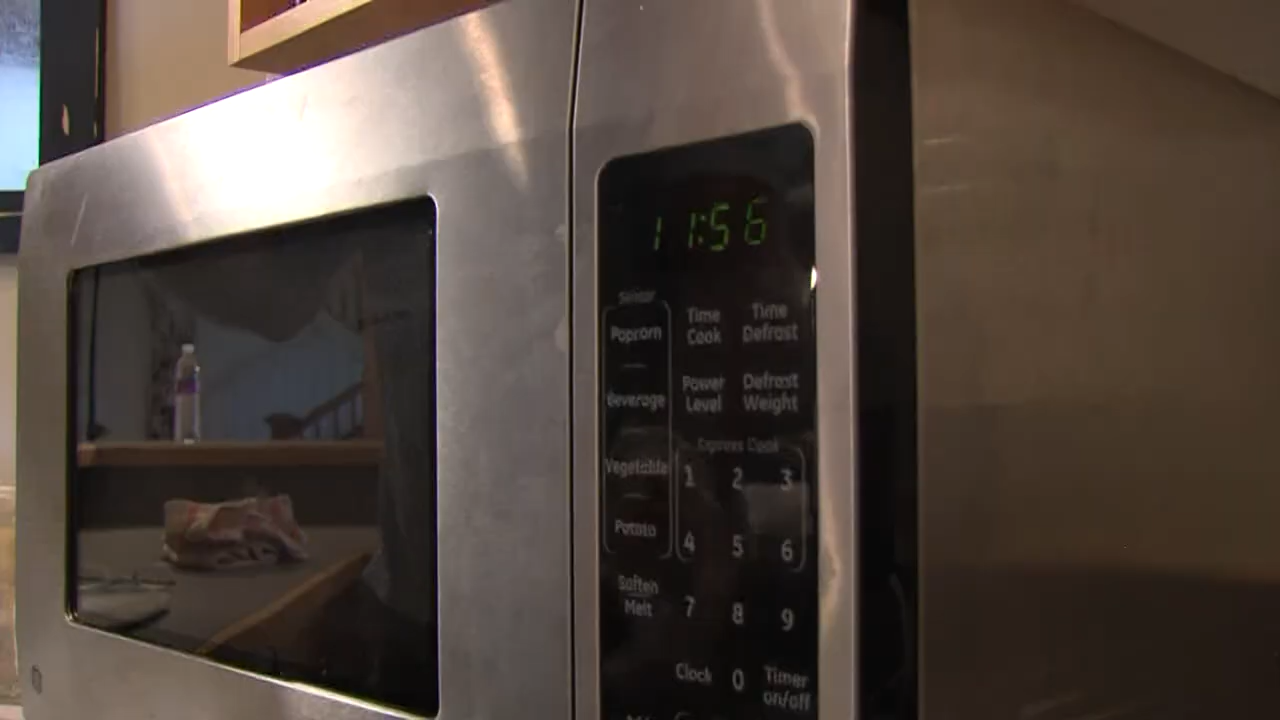 11:56
Sensor
Popcorn
Time Cook
Time Defrost
Beverage
Power Level
Defrost Weight
Express Cook
Vegetable
1 2 3
Potato
4 5 6
Soften Melt
7 8 9
Clock
0
Timer on/off